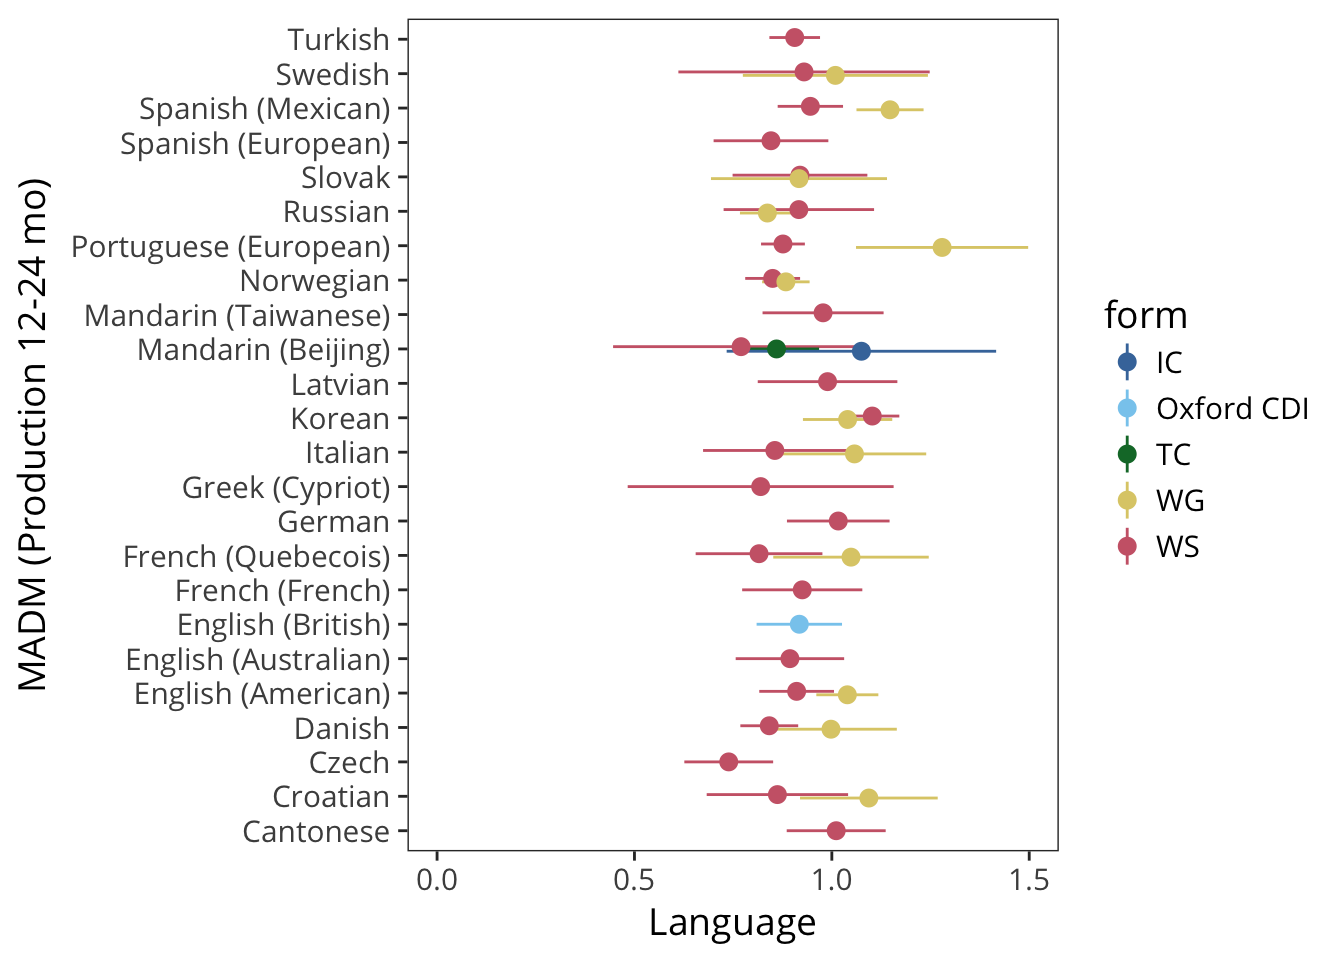 MADM (Production 12-24 mo)
Turkish
Swedish
Spanish (Mexican)
Spanish (European)
Slovak
Russian
Portuguese (European)
Norwegian
Mandarin (Taiwanese)
Mandarin (Beijing)
Latvian
Korean
Italian
Greek (Cypriot)
German
French (Quebecois)
French (French)
English (British)
English (Australian)
English (American)
Danish
Czech
Croatian
Cantonese
0.0 0.5 1.0 1.5
Language
form
IC
Oxford CDI
TC
WG
WS